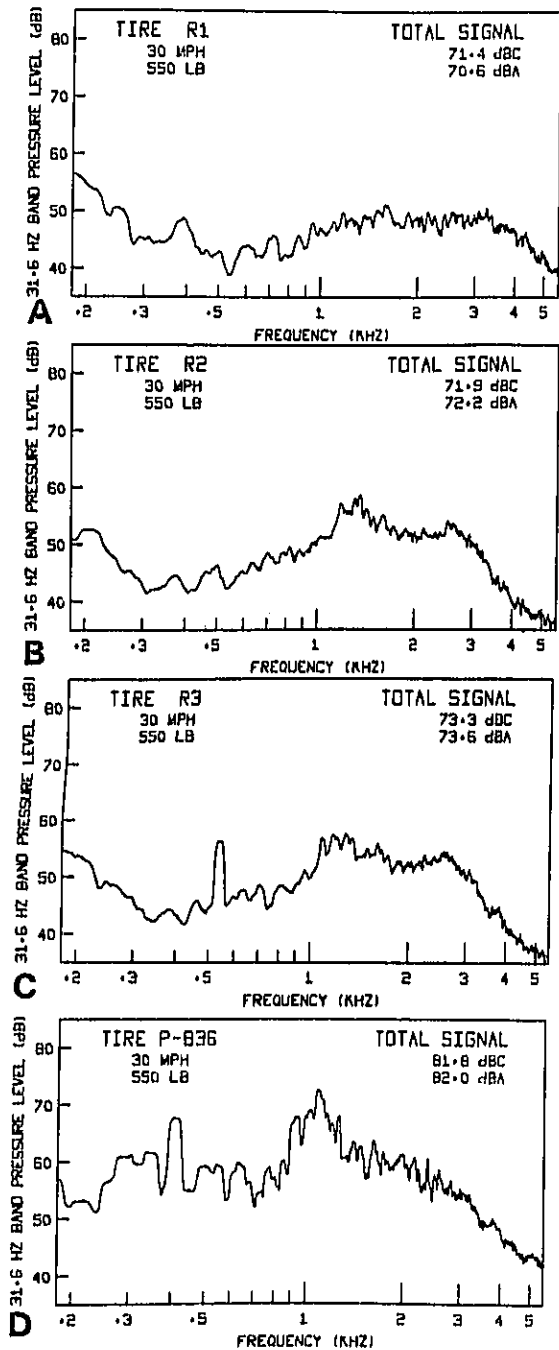 TIRE R1 TOTAL SIGNAL
30 MPH 71.4 dBC
550 LB 70.6 dBA
31.6 HZ BAND PRESSURE LEVEL (dB)
80
70
60
50
40
.2 .3 .5 1 2 3 4 5
FREQUENCY (KHZ)
A
TIRE R2 TOTAL SIGNAL
30 MPH 71.9 dBC
550 LB 72.2 dBA
31.6 HZ BAND PRESSURE LEVEL (dB)
80
70
60
50
40
.2 .3 .5 1 2 3 4 5
FREQUENCY (KHZ)
B
TIRE R3 TOTAL SIGNAL
30 MPH 73.3 dBC
550 LB 73.6 dBA
31.6 HZ BAND PRESSURE LEVEL (dB)
80
70
60
50
40
.2 .3 .5 1 2 3 4 5
FREQUENCY (KHZ)
C
TIRE P-836 TOTAL SIGNAL
30 MPH 81.8 dBC
550 LB 82.0 dBA
31.6 HZ BAND PRESSURE LEVEL (dB)
80
70
60
50
40
.2 .3 .5 1 2 3 4 5
FREQUENCY (KHZ)
D